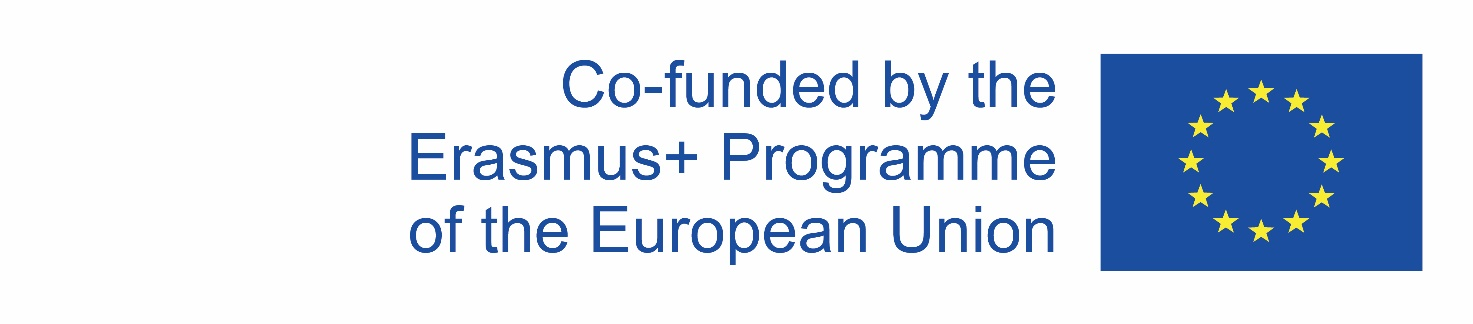 Co-funded by the
Erasmus+ Programme
of the European Union